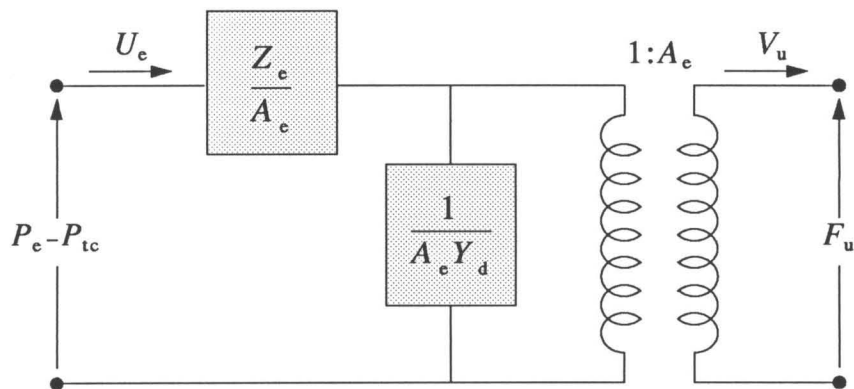 U_e
Z_e
A_e
1:A_e
V_u
1
A_e Y_d
P_e – P_tc
F_u